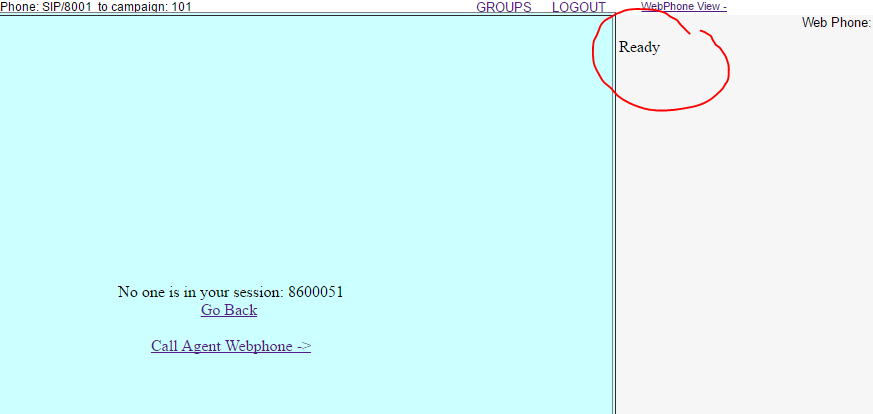 Phone: SIP/8001 to campaign: 101 GROUPS LOGOUT WebPhone View -
Web Phone:
Ready
No one is in your session: 8600051
Go Back
Call Agent Webphone ->